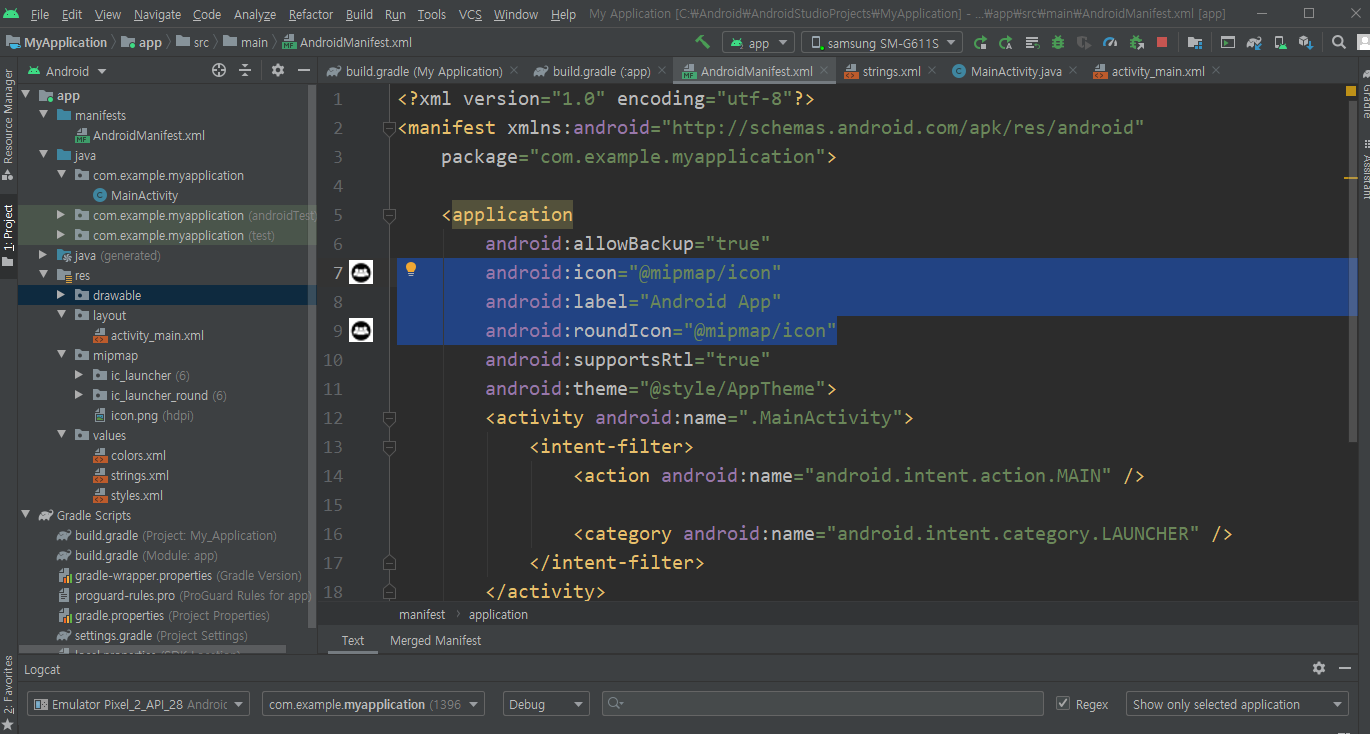 File Edit View Navigate Code Analyze Refactor Build Run Tools VCS Window Help My Application [C:₩Android₩AndroidStudioProjects₩MyApplication] - ...₩app₩src₩main₩AndroidManifest.xml [app]
MyApplication app src main AndroidManifest.xml app samsung SM-G611S
Android
build.gradle (My Application) build.gradle (:app) AndroidManifest.xml strings.xml MainActivity.java activity_main.xml
Resource Manager
1: Project
2: Favorites
app
manifests
AndroidManifest.xml
java
com.example.myapplication
MainActivity
com.example.myapplication (androidTest)
com.example.myapplication (test)
java (generated)
res
drawable
layout
activity_main.xml
mipmap
ic_launcher (6)
ic_launcher_round (6)
icon.png (hdpi)
values
colors.xml
strings.xml
styles.xml
Gradle Scripts
build.gradle (Project: My_Application)
build.gradle (Module: app)
gradle-wrapper.properties (Gradle Version)
proguard-rules.pro (ProGuard Rules for app)
gradle.properties (Project Properties)
settings.gradle (Project Settings)
1 <?xml version="1.0" encoding="utf-8"?>
2 <manifest xmlns:android="http://schemas.android.com/apk/res/android"
3 package="com.example.myapplication">
4
5 <application
6 android:allowBackup="true"
7 android:icon="@mipmap/icon"
8 android:label="Android App"
9 android:roundIcon="@mipmap/icon"
10 android:supportsRtl="true"
11 android:theme="@style/AppTheme">
12 <activity android:name=".MainActivity">
13 <intent-filter>
14 <action android:name="android.intent.action.MAIN" />
15
16 <category android:name="android.intent.category.LAUNCHER" />
17 </intent-filter>
18 </activity>
manifest application
Text Merged Manifest
Gradle
Assistant
Logcat
Emulator Pixel_2_API_28 Android com.example.myapplication (1396 Debug Regex Show only selected application